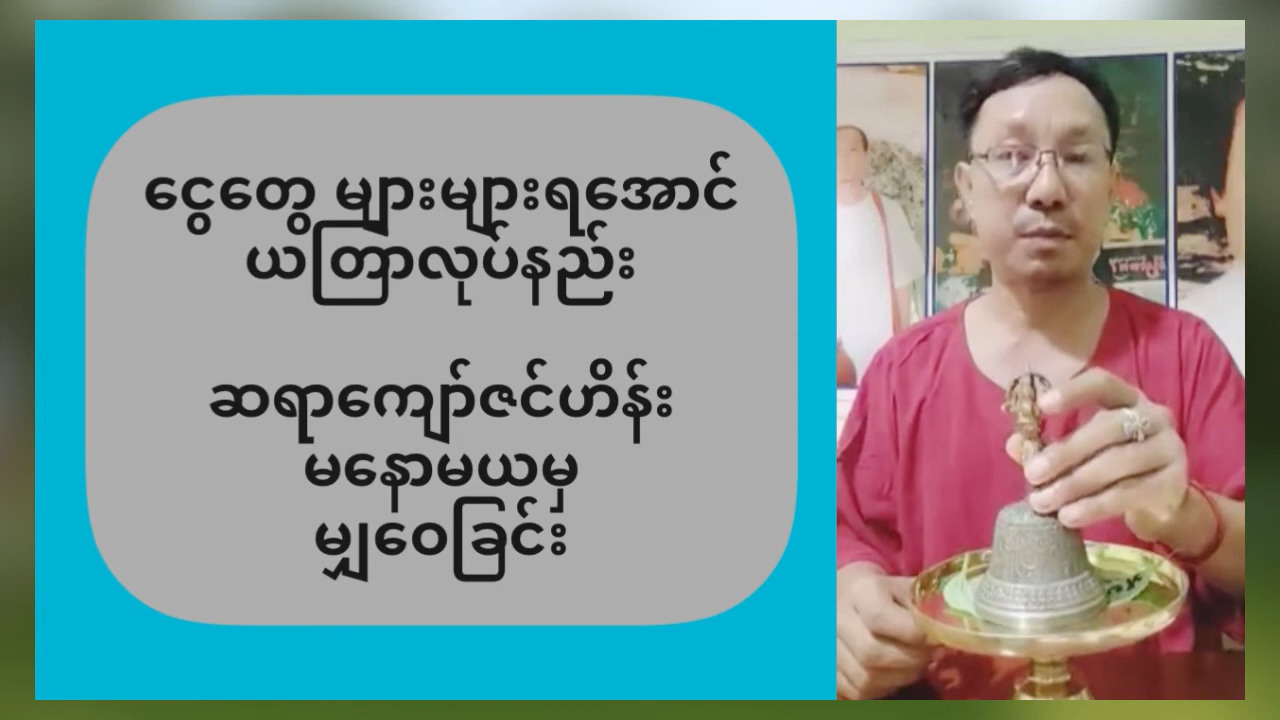 ငွေတွေ များများရအောင်
ယတြာလုပ်နည်း
ဆရာကျော်ဇင်ဟိန်း
မနောမယမှ
မျှဝေခြင်း